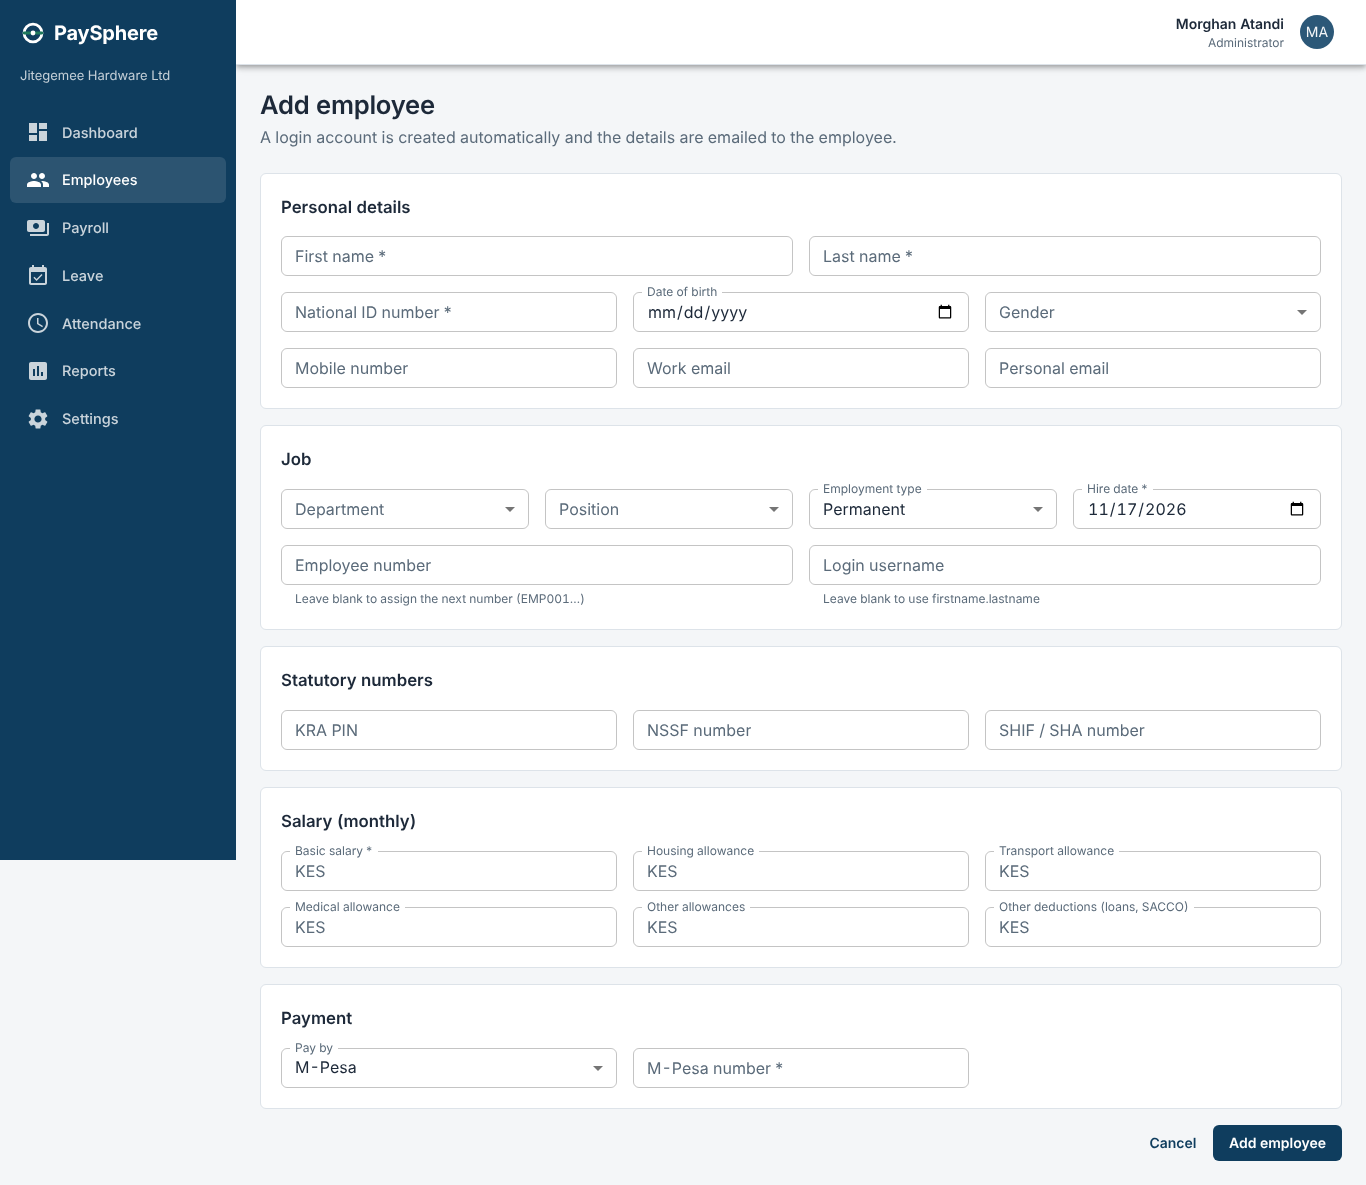 PaySphere
Jitegemee Hardware Ltd
Dashboard
Employees
Payroll
Leave
Attendance
Reports
Settings
Morghan Atandi
Administrator
MA
Add employee
A login account is created automatically and the details are emailed to the employee.
Personal details
First name *
Last name *
National ID number *
Date of birth
mm/dd/yyyy
Gender
Mobile number
Work email
Personal email
Job
Department
Position
Employment type
Permanent
Hire date *
11/17/2026
Employee number
Login username
Leave blank to assign the next number (EMP001...)
Leave blank to use firstname.lastname
Statutory numbers
KRA PIN
NSSF number
SHIF / SHA number
Salary (monthly)
Basic salary *
KES
Housing allowance
KES
Transport allowance
KES
Medical allowance
KES
Other allowances
KES
Other deductions (loans, SACCO)
KES
Payment
Pay by
M-Pesa
M-Pesa number *
Cancel
Add employee